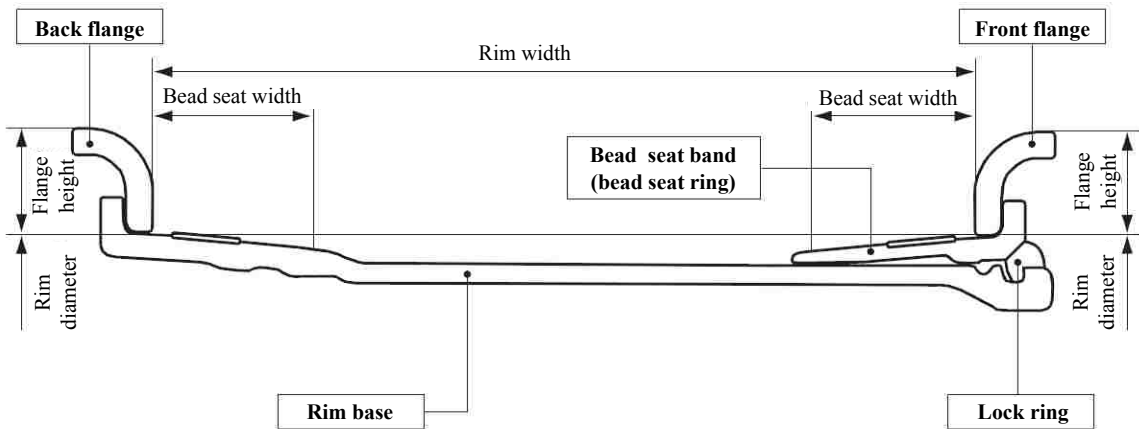 Back flange
Front flange
Rim width
Bead seat width
Bead seat width
Flange
height
Bead seat band
(bead seat ring)
Flange
height
Rim
diameter
Rim
diameter
Rim base
Lock ring